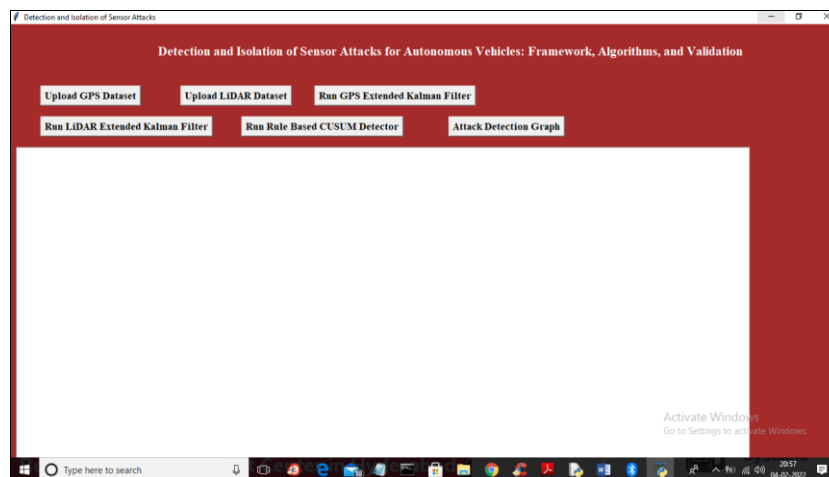 Detection and Isolation of Sensor Attacks
Detection and Isolation of Sensor Attacks for Autonomous Vehicles: Framework, Algorithms, and Validation
Upload GPS Dataset
Upload LiDAR Dataset
Run GPS Extended Kalman Filter
Run LiDAR Extended Kalman Filter
Run Rule Based CUSUM Detector
Attack Detection Graph
Activate Windows
Go to Settings to activate Windows.
Type here to search
20:57
04-02-2022